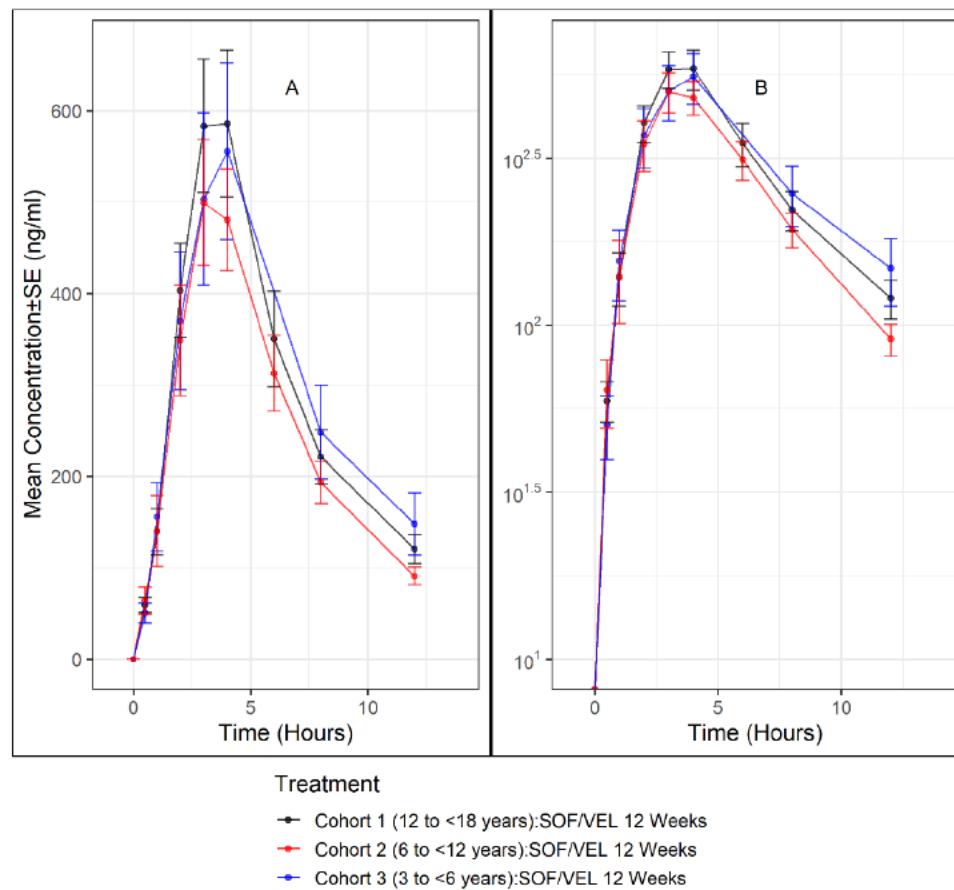 A
B
Mean Concentration±SE (ng/ml)
600
400
200
0
10^2.5
10^2
10^1.5
10^1
0 5 10
0 5 10
Time (Hours)
Time (Hours)
Treatment
Cohort 1 (12 to <18 years):SOF/VEL 12 Weeks
Cohort 2 (6 to <12 years):SOF/VEL 12 Weeks
Cohort 3 (3 to <6 years):SOF/VEL 12 Weeks